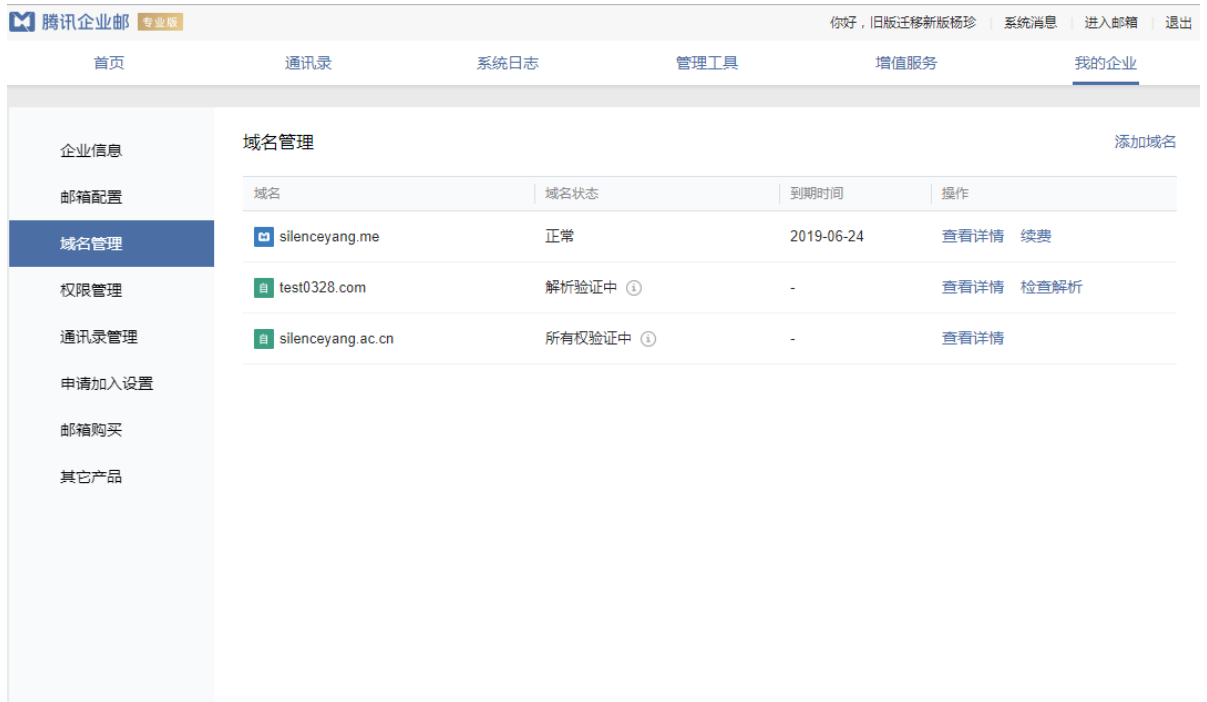 腾讯企业邮 专业版 你好，旧版迁移新版杨珍 系统消息 进入邮箱 退出
首页 通讯录 系统日志 管理工具 增值服务 我的企业
企业信息
邮箱配置
域名管理
权限管理
通讯录管理
申请加入设置
邮箱购买
其它产品
域名管理 添加域名
域名 域名状态 到期时间 操作
silenceyang.me 正常 2019-06-24 查看详情 续费
自 test0328.com 解析验证中 - 查看详情 检查解析
自 silenceyang.ac.cn 所有权验证中 - 查看详情